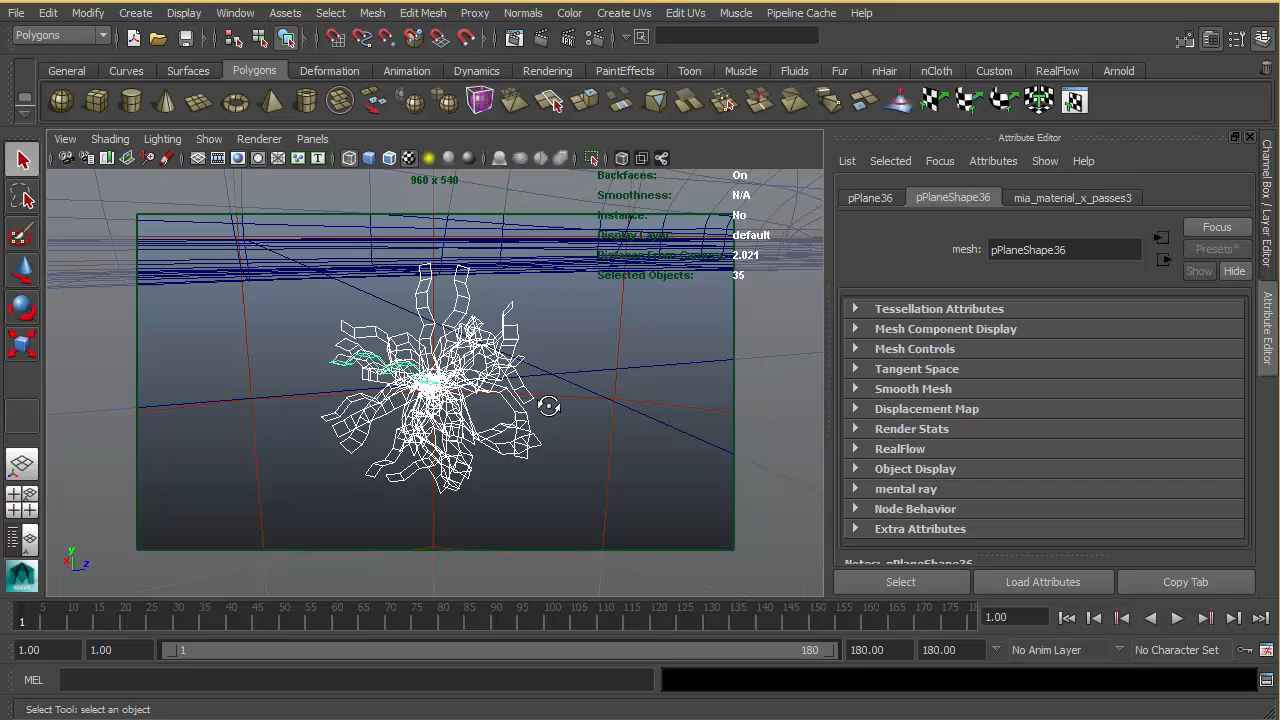 File Edit Modify Create Display Window Assets Select Mesh Edit Mesh Proxy Normals Color Create UVs Edit UVs Muscle Pipeline Cache Help
Polygons
General Curves Surfaces Polygons Deformation Animation Dynamics Rendering PaintEffects Toon Muscle Fluids Fur nHair nCloth Custom RealFlow Arnold
View Shading Lighting Show Renderer Panels
Attribute Editor
List Selected Focus Attributes Show Help
960 x 540
Backfaces: On
Smoothness: N/A
Instance: No
Display Layer: default
2.021
Selected Objects: 35
pPlane36 pPlaneShape36 mia_material_x_passes3
mesh: pPlaneShape36
Focus
Presets*
Show Hide
Tessellation Attributes
Mesh Component Display
Mesh Controls
Tangent Space
Smooth Mesh
Displacement Map
Render Stats
RealFlow
Object Display
mental ray
Node Behavior
Extra Attributes
Notes: pPlaneShape36
Select Load Attributes Copy Tab
Channel Box / Layer Editor
Attribute Editor
y
x z
5 10 15 20 25 30 35 40 45 50 55 60 65 70 75 80 85 90 95 100 105 110 115 120 125 130 135 140 145 150 155 160 165 170 175
1
1.00
1.00 1.00 1 180 180.00 180.00 No Anim Layer No Character Set
MEL
Select Tool: select an object